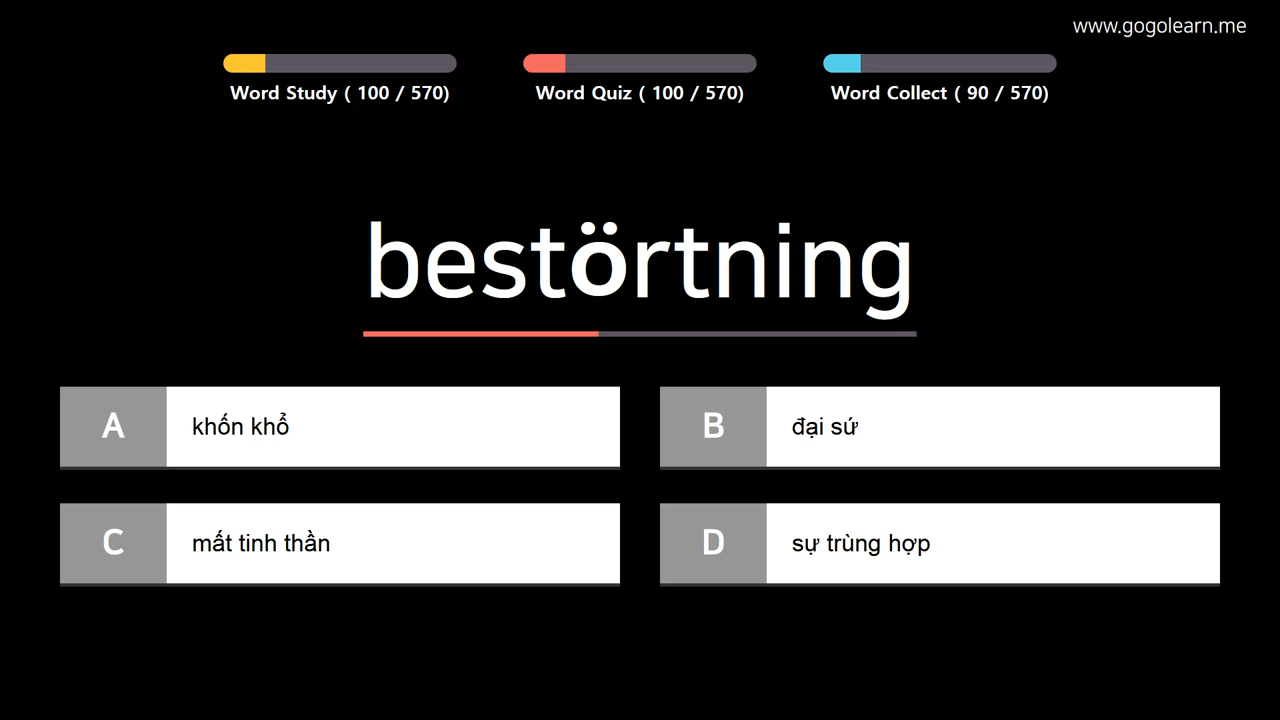 www.gogolearn.me
Word Study ( 100 / 570)
Word Quiz ( 100 / 570)
Word Collect ( 90 / 570)
bestörtning
A khốn khổ
B đại sứ
C mất tinh thần
D sự trùng hợp